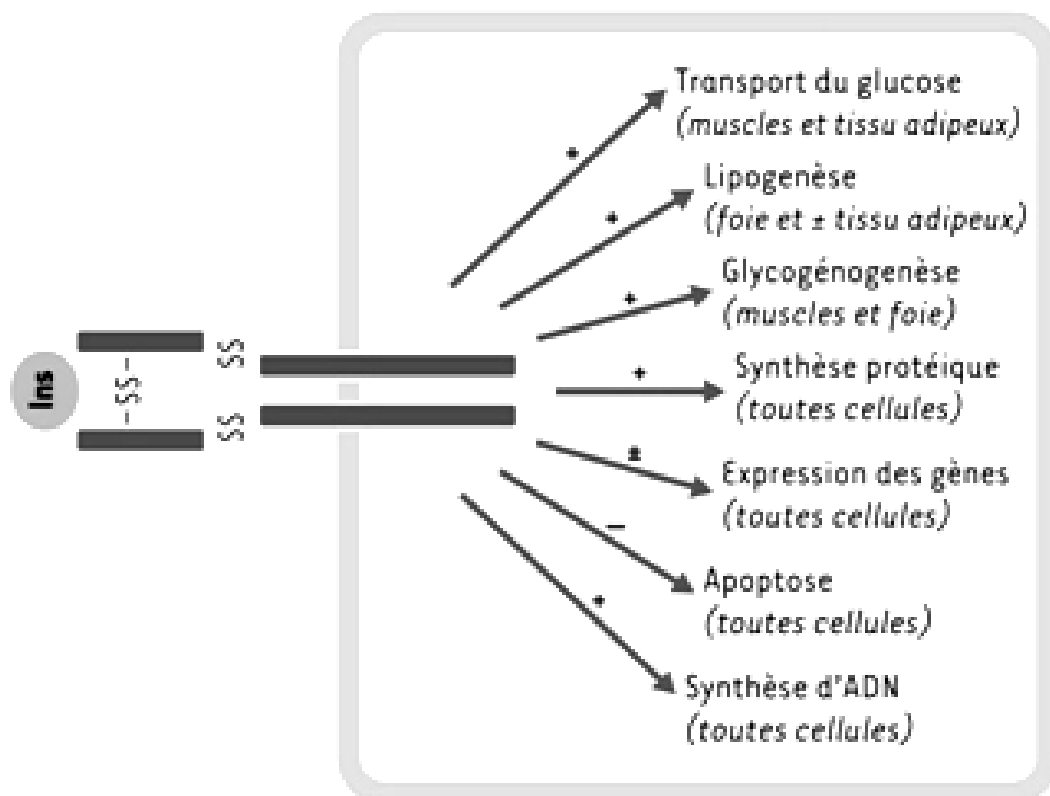 Transport du glucose
(muscles et tissu adipeux)
+
Lipogenèse
(foie et ± tissu adipeux)
+
Glycogénogenèse
(muscles et foie)
+
Ins
-SS-
SS
SS
Synthèse protéique
(toutes cellules)
+
Expression des gènes
(toutes cellules)
±
Apoptose
(toutes cellules)
−
Synthèse d'ADN
(toutes cellules)
+